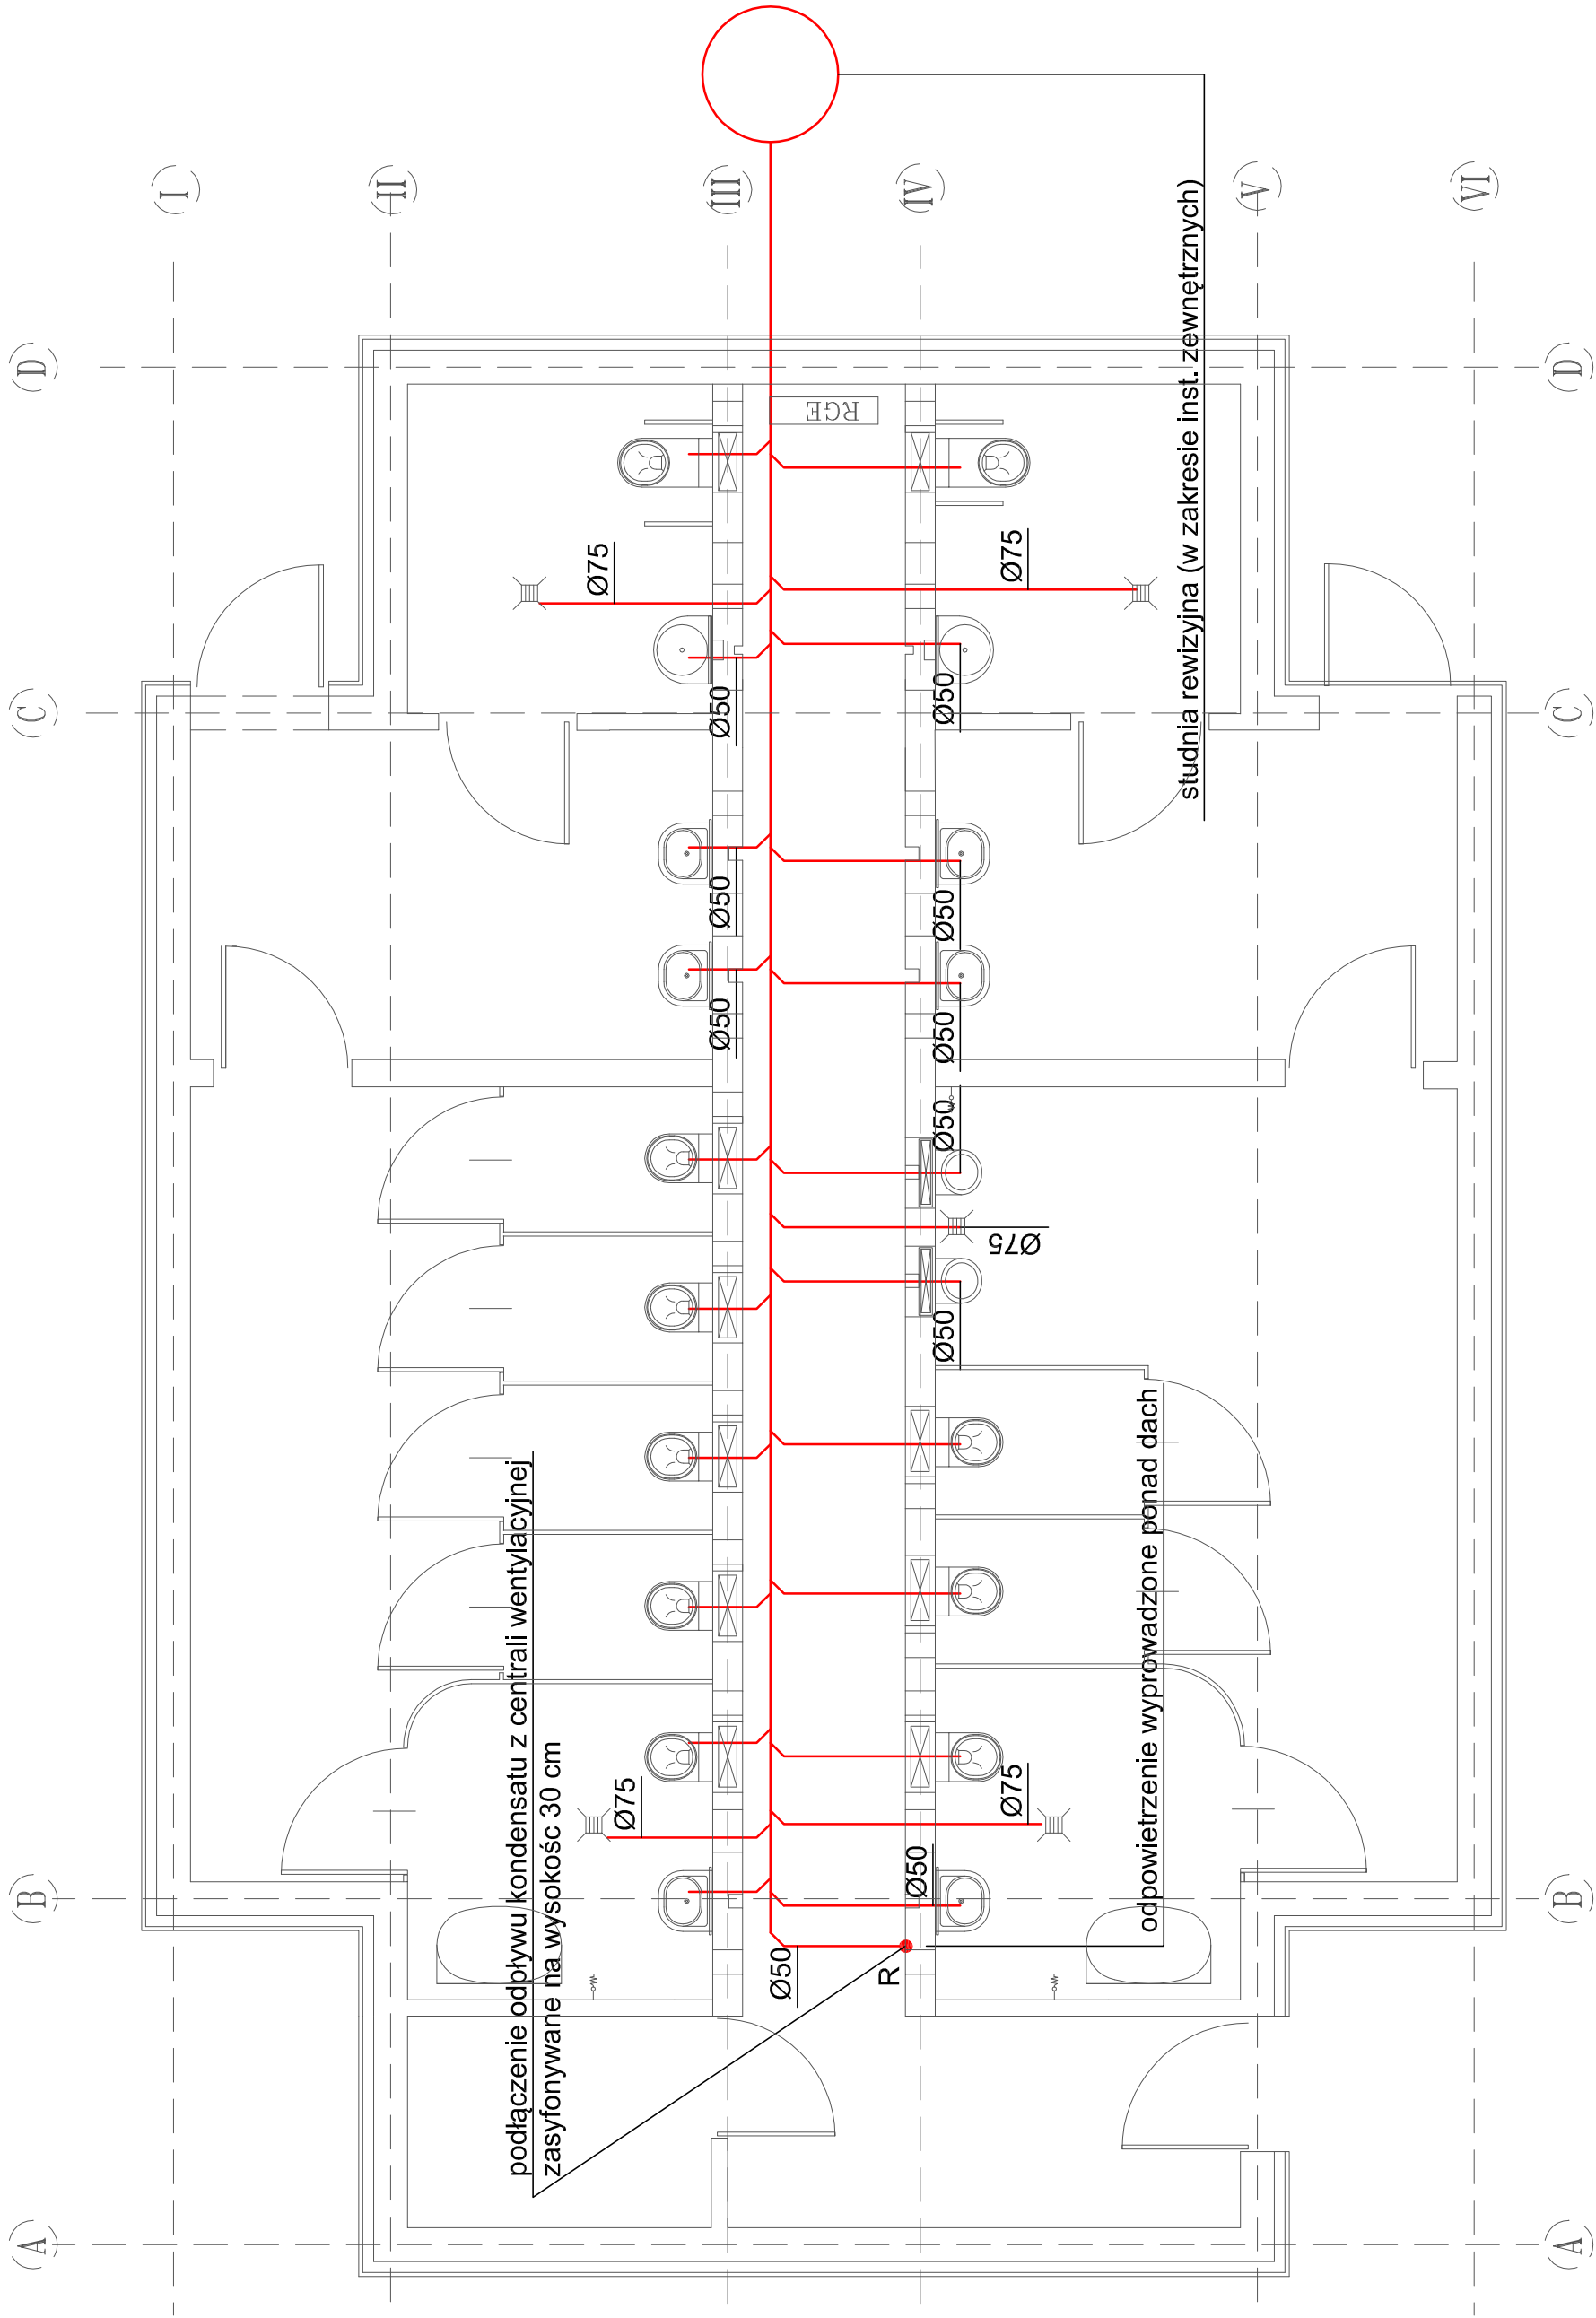 I
II
III
IV
V
VI
D
D
RGE
studnia rewizyjna (w zakresie inst. zewnętrznych)
Ø75
Ø75
C
C
Ø50
Ø50
Ø50
Ø50
Ø50
Ø50
Ø50
Ø75
Ø50
podłączenie odpływu kondensatu z centrali wentylacyjnej
zasyfonywane na wysokośc 30 cm
odpowietrzenie wyprowadzone ponad dach
Ø75
Ø75
B
B
Ø50
Ø50
R
A
A